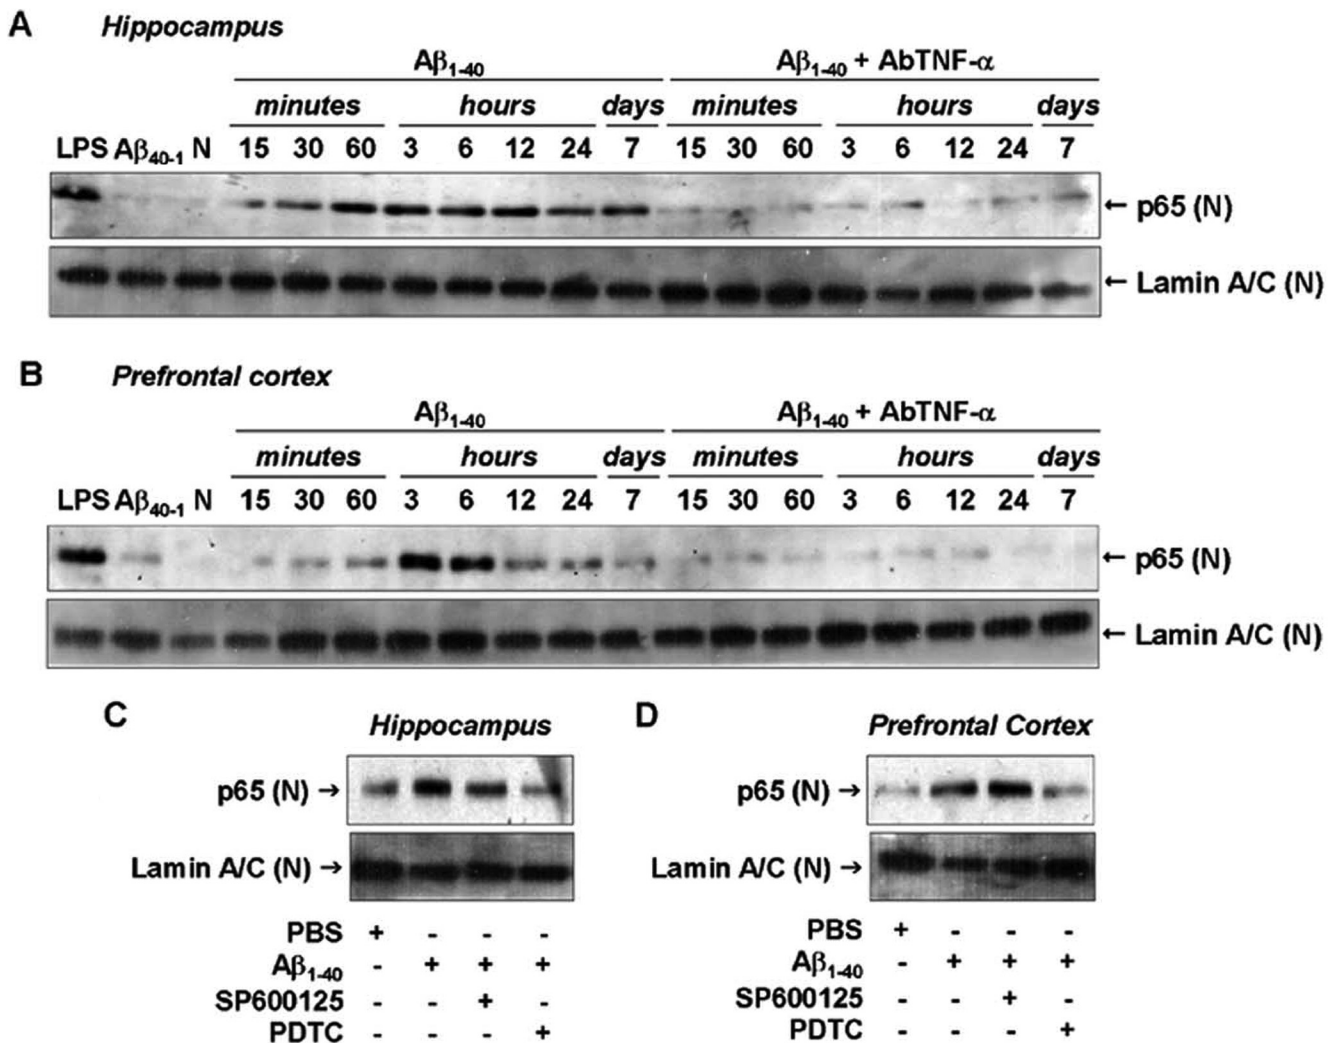 A Hippocampus
Aβ1-40 Aβ1-40 + AbTNF-α
minutes hours days minutes hours days
LPS Aβ40-1 N 15 30 60 3 6 12 24 7 15 30 60 3 6 12 24 7
← p65 (N)
← Lamin A/C (N)
B Prefrontal cortex
Aβ1-40 Aβ1-40 + AbTNF-α
minutes hours days minutes hours days
LPS Aβ40-1 N 15 30 60 3 6 12 24 7 15 30 60 3 6 12 24 7
← p65 (N)
← Lamin A/C (N)
C Hippocampus
p65 (N) →
Lamin A/C (N) →
PBS + - - -
Aβ1-40 - + + +
SP600125 - - + -
PDTC - - - +
D Prefrontal Cortex
p65 (N) →
Lamin A/C (N) →
PBS + - - -
Aβ1-40 - + + +
SP600125 - - + -
PDTC - - - +